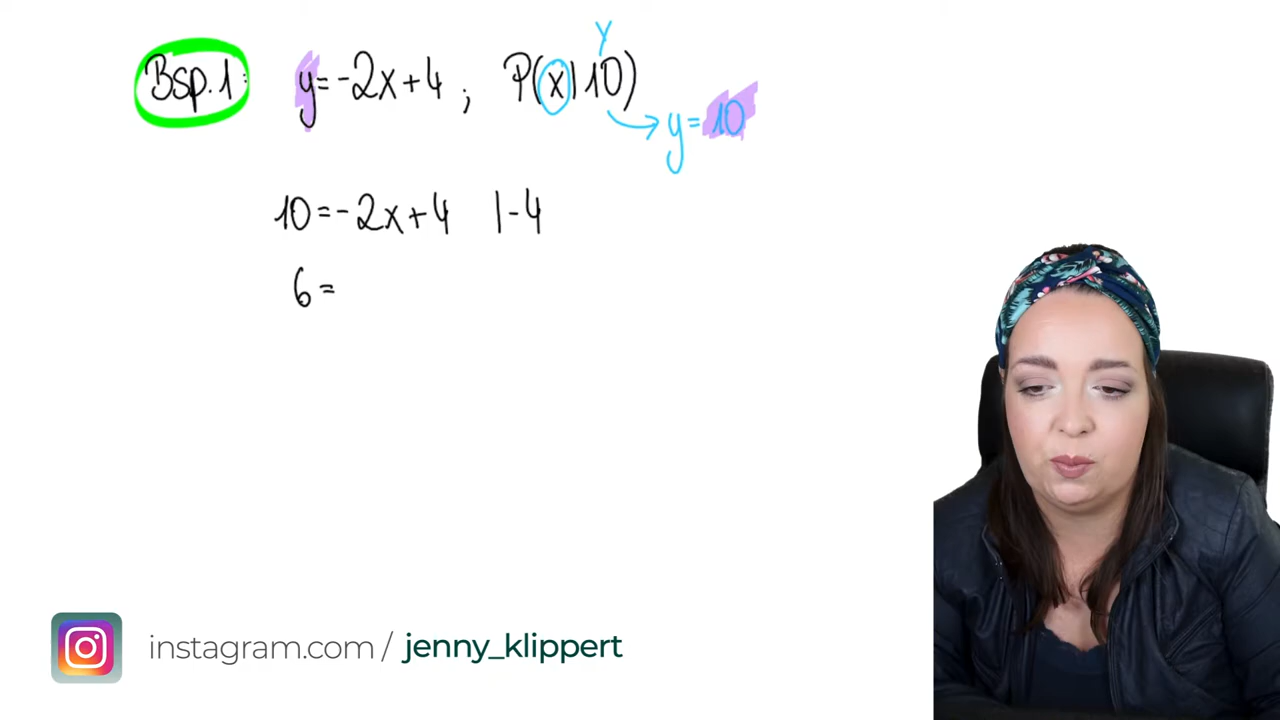 Y
Bsp. 1: y=-2x+4 ; P(x|10)
y=10
10=-2x+4 |-4
6=
instagram.com / jenny_klippert